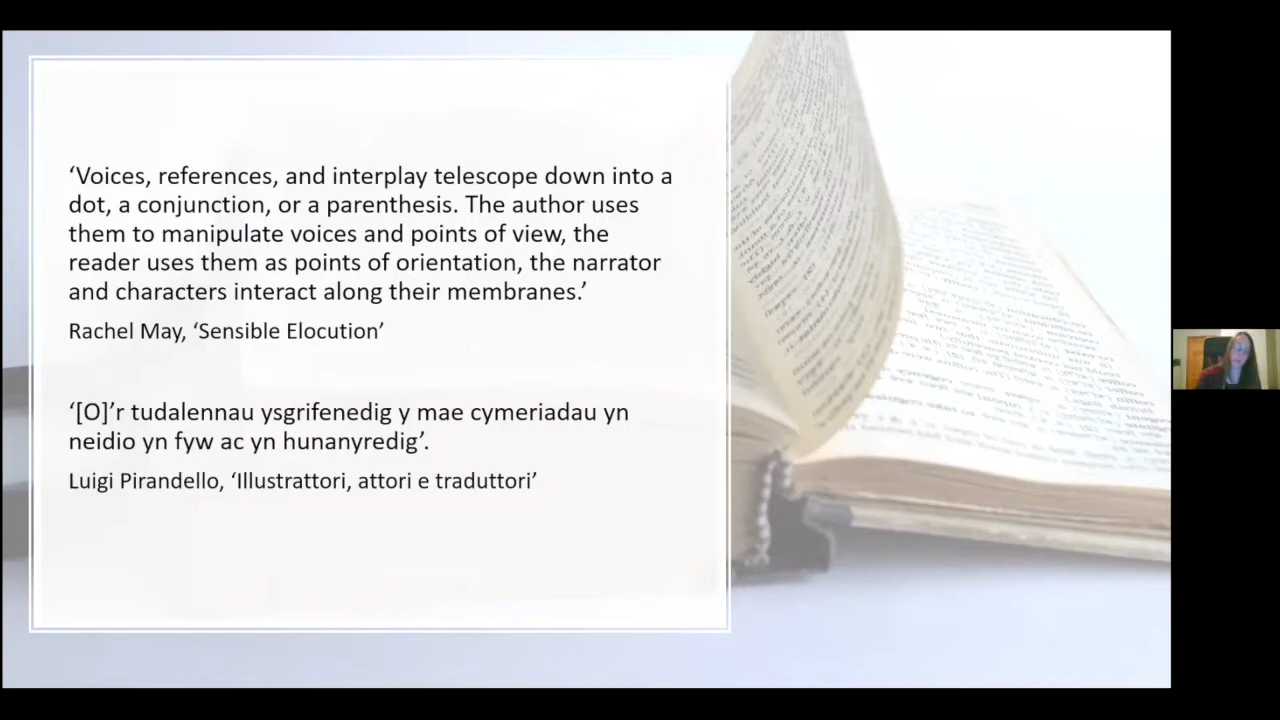 ‘Voices, references, and interplay telescope down into a
dot, a conjunction, or a parenthesis. The author uses
them to manipulate voices and points of view, the
reader uses them as points of orientation, the narrator
and characters interact along their membranes.’
Rachel May, ‘Sensible Elocution’
‘[O]’r tudalennau ysgrifenedig y mae cymeriadau yn
neidio yn fyw ac yn hunanyredig’.
Luigi Pirandello, ‘Illustrattori, attori e traduttori’